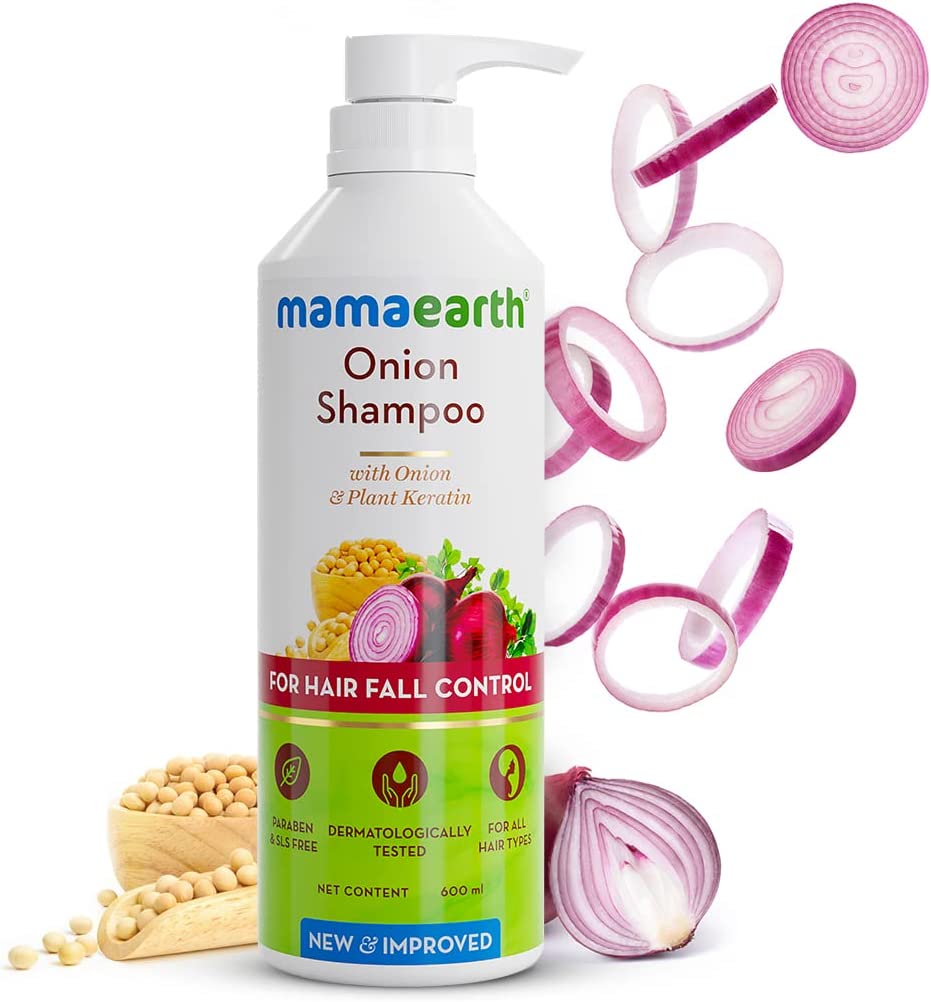 mamaearth®
Onion
Shampoo
with Onion
& Plant Keratin
FOR HAIR FALL CONTROL
PARABEN
& SLS FREE
DERMATOLOGICALLY
TESTED
FOR ALL
HAIR TYPES
NET CONTENT 600 ml
NEW & IMPROVED